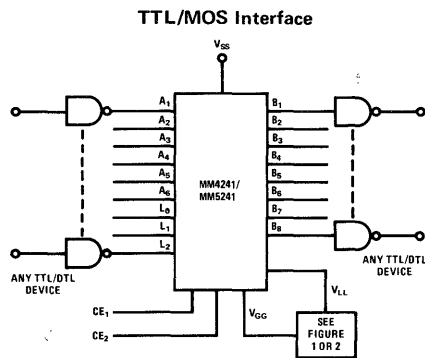 TTL/MOS Interface
VSS
A1
A2
A3
A4
A5
A6
L0
L1
L2
MM4241/
MM5241
B1
B2
B3
B4
B5
B6
B7
B8
ANY TTL/DTL
DEVICE
ANY TTL/DTL
DEVICE
CE1
CE2
VGG
VLL
SEE
FIGURE
1 OR 2